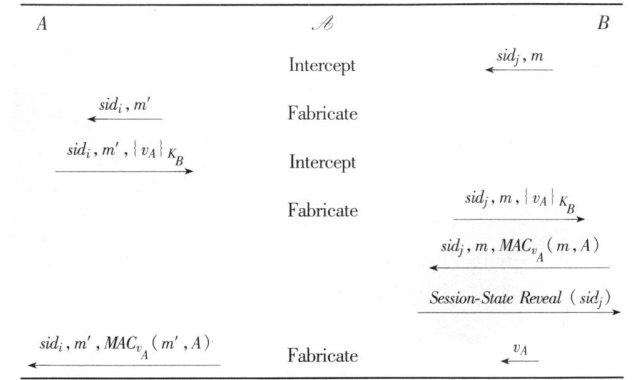 A 𝒜 B
Intercept sid_j, m
sid_i, m′ Fabricate
sid_i, m′, {v_A}_{K_B} Intercept
Fabricate sid_j, m, {v_A}_{K_B}
sid_j, m, MAC_{v_A}(m, A)
Session-State Reveal (sid_j)
sid_i, m′, MAC_{v_A}(m′, A) Fabricate v_A